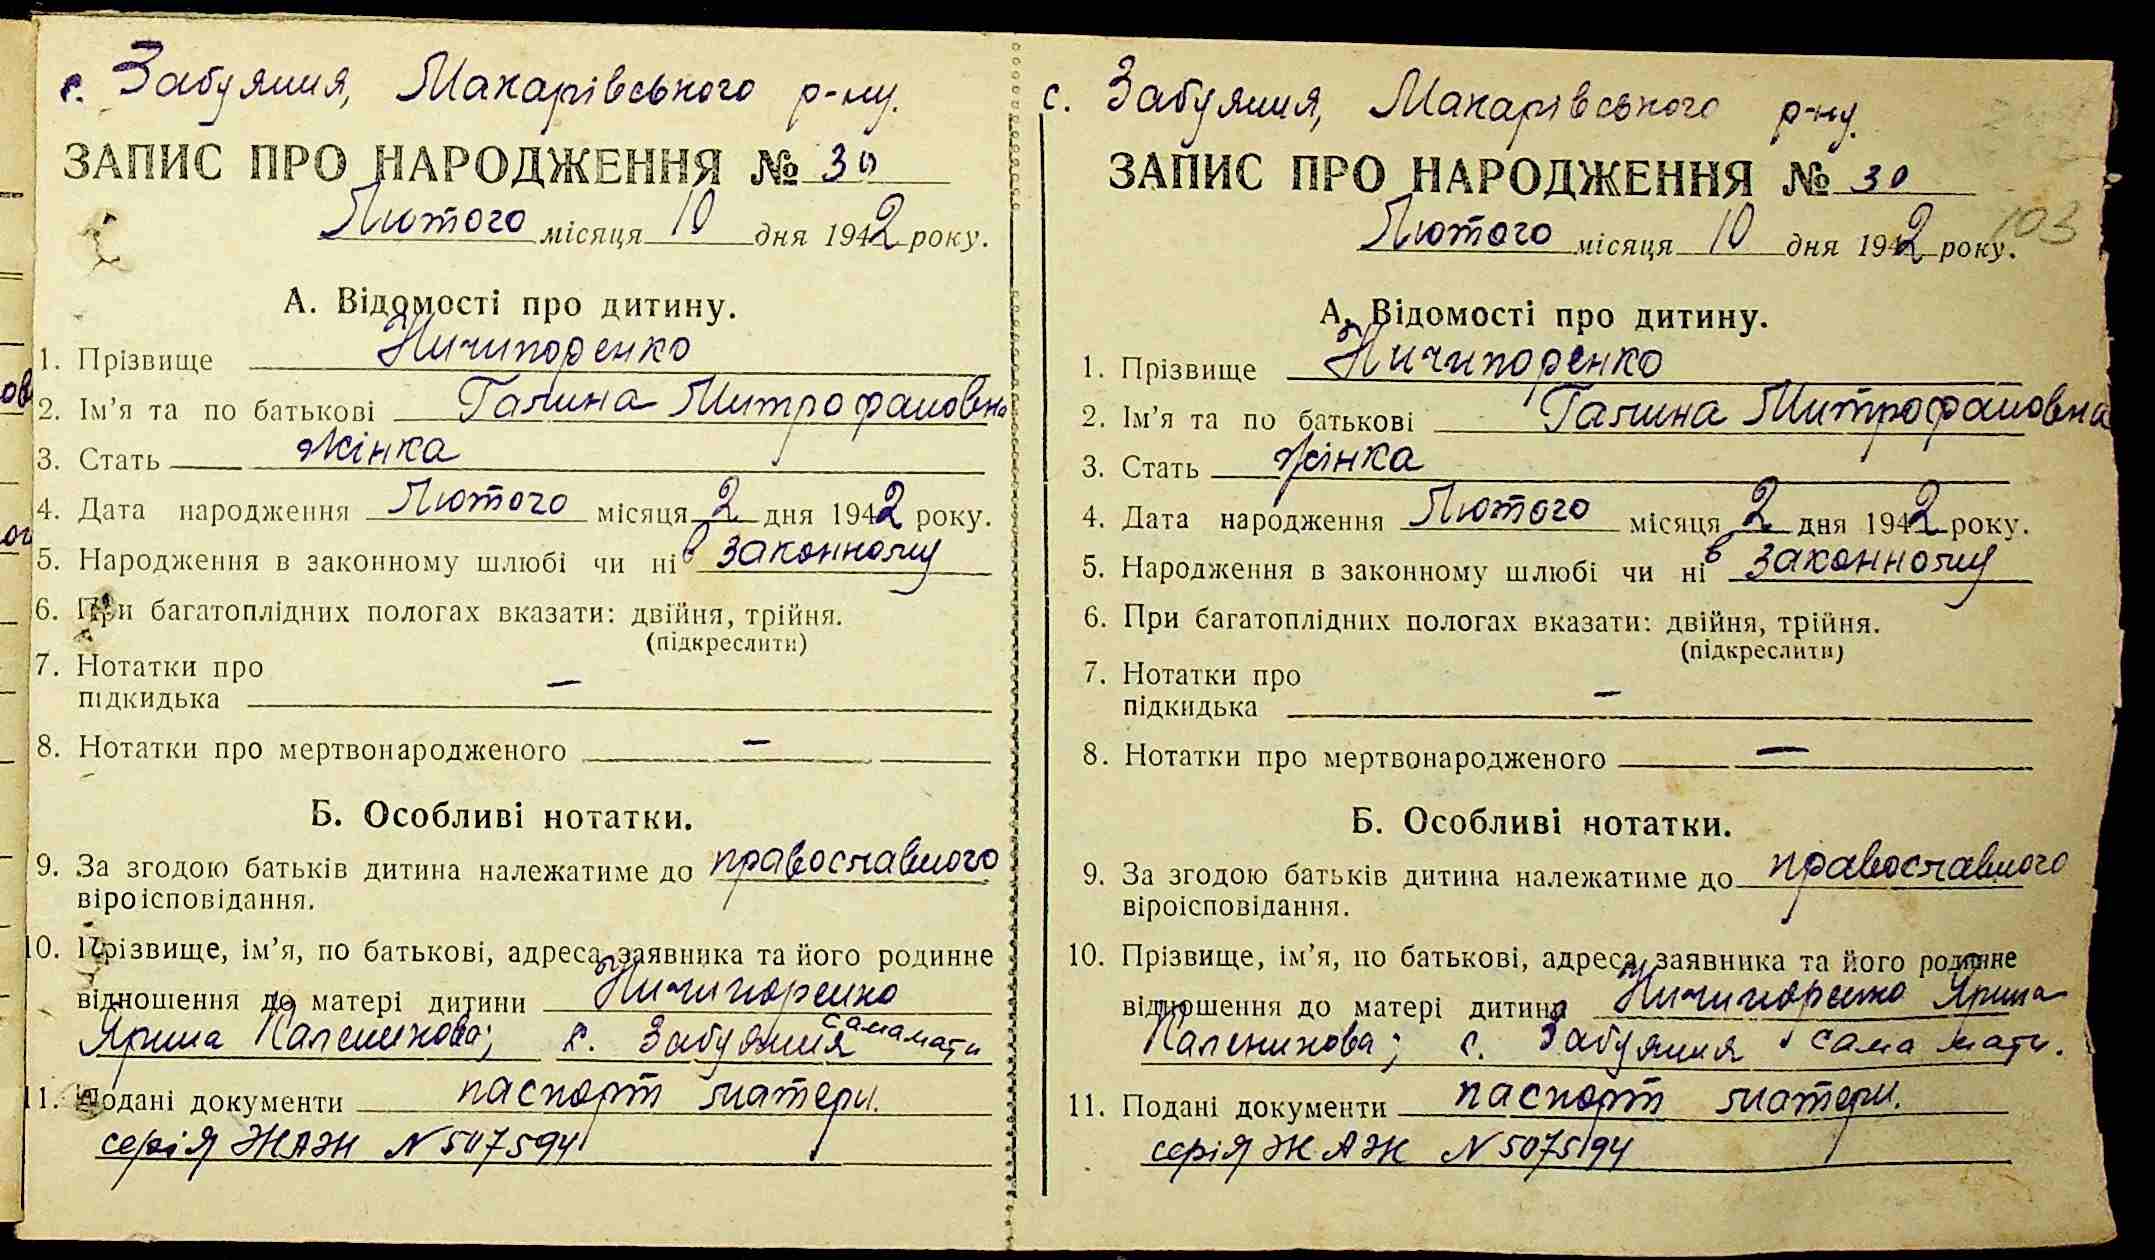 с. Забуяння, Макарівського р-ну.
ЗАПИС ПРО НАРОДЖЕННЯ № 30
Лютого місяця 10 дня 1942 року.
А. Відомості про дитину.
1. Прізвище Ничипоренко
2. Ім'я та по батькові Галина Митрофановна
3. Стать жінка
4. Дата народження Лютого місяця 2 дня 1942 року.
5. Народження в законному шлюбі чи ні в законному
6. При багатоплідних пологах вказати: двійня, трійня.
(підкреслити)
7. Нотатки про
підкидька —
8. Нотатки про мертвонародженого —
Б. Особливі нотатки.
9. За згодою батьків дитина належатиме до православного
віроісповідання.
10. Прізвище, ім'я, по батькові, адреса заявника та його родинне
відношення до матері дитини Ничипоренко
Ярина Каленикова; с. Забуяння сама мати
11. Подані документи паспорт матери.
серія ЖАЖ N 507594
с. Забуяння, Макарівського р-ну.
ЗАПИС ПРО НАРОДЖЕННЯ № 30
103
Лютого місяця 10 дня 1942 року.
А. Відомості про дитину.
1. Прізвище Ничипоренко
2. Ім'я та по батькові Галина Митрофановна
3. Стать жінка
4. Дата народження Лютого місяця 2 дня 1942 року.
5. Народження в законному шлюбі чи ні в законному
6. При багатоплідних пологах вказати: двійня, трійня.
(підкреслити)
7. Нотатки про
підкидька —
8. Нотатки про мертвонародженого —
Б. Особливі нотатки.
9. За згодою батьків дитина належатиме до православного
віроісповідання.
10. Прізвище, ім'я, по батькові, адреса заявника та його родинне
відношення до матері дитина Ничипоренко Ярина
Каленикова; с. Забуяння сама мати.
11. Подані документи паспорт матери.
серія ЖАЖ N 507594